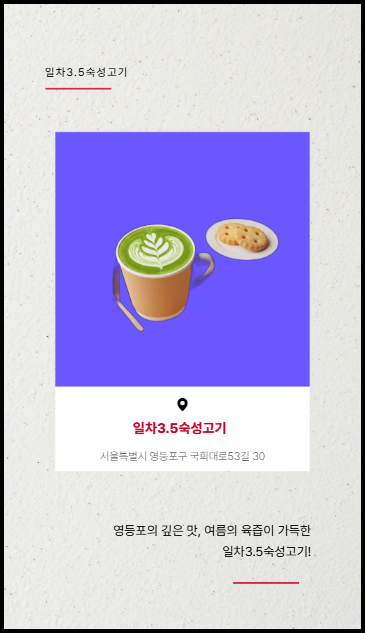 일차3.5숙성고기
일차3.5숙성고기
서울특별시 영등포구 국회대로53길 30
영등포의 깊은 맛, 여름의 육즙이 가득한
일차3.5숙성고기!